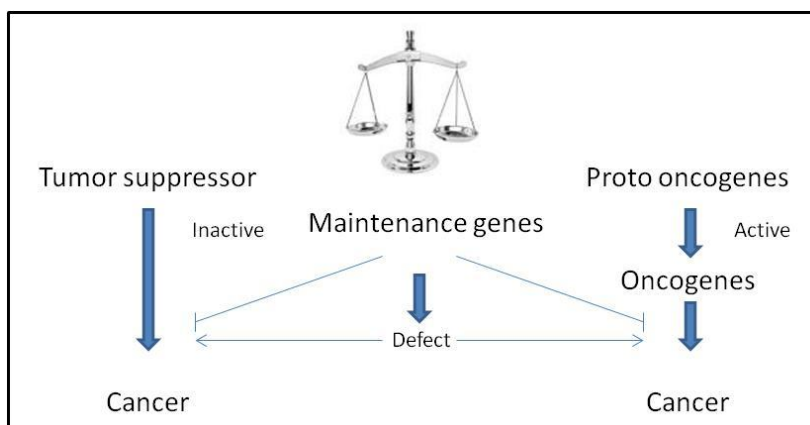 Tumor suppressor
Proto oncogenes
Inactive
Maintenance genes
Active
Oncogenes
Defect
Cancer
Cancer